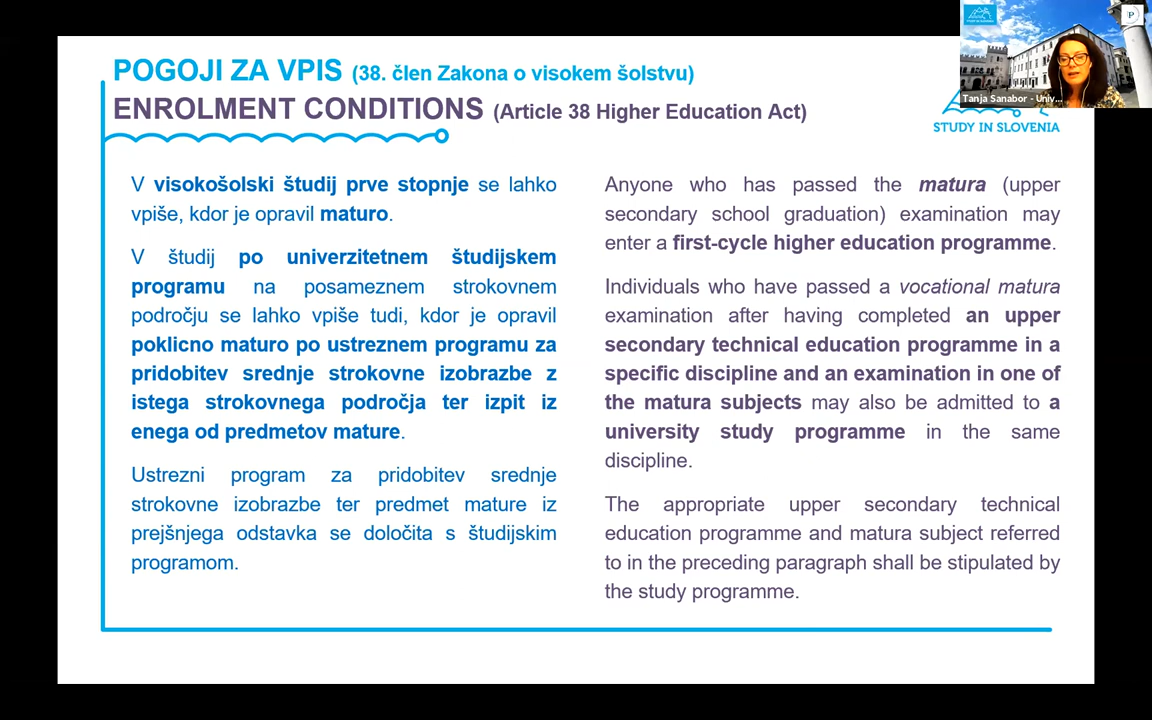 POGOJI ZA VPIS (38. člen Zakona o visokem šolstvu)
ENROLMENT CONDITIONS (Article 38 Higher Education Act)
Tanja Sanabor - Univ...
STUDY IN SLOVENIA
V visokošolski študij prve stopnje se lahko
vpiše, kdor je opravil maturo.
V študij po univerzitetnem študijskem
programu na posameznem strokovnem
področju se lahko vpiše tudi, kdor je opravil
poklicno maturo po ustreznem programu za
pridobitev srednje strokovne izobrazbe z
istega strokovnega področja ter izpit iz
enega od predmetov mature.
Ustrezni program za pridobitev srednje
strokovne izobrazbe ter predmet mature iz
prejšnjega odstavka se določita s študijskim
programom.
Anyone who has passed the matura (upper
secondary school graduation) examination may
enter a first-cycle higher education programme.
Individuals who have passed a vocational matura
examination after having completed an upper
secondary technical education programme in a
specific discipline and an examination in one of
the matura subjects may also be admitted to a
university study programme in the same
discipline.
The appropriate upper secondary technical
education programme and matura subject referred
to in the preceding paragraph shall be stipulated by
the study programme.